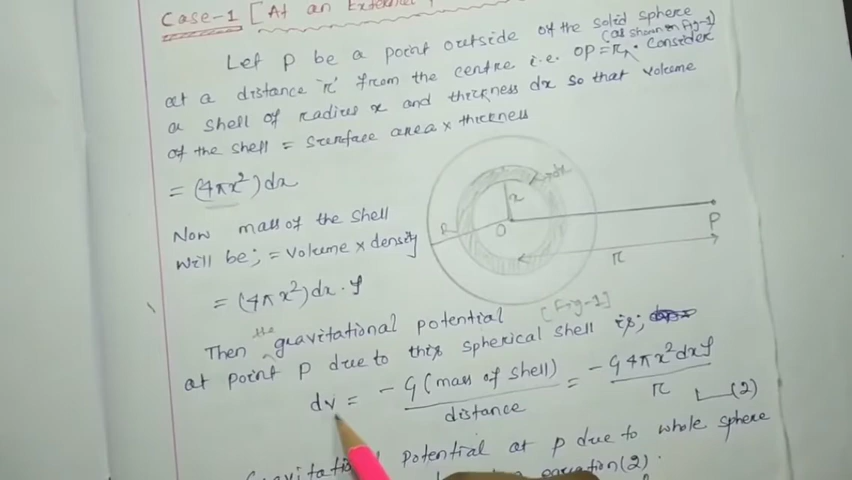 Case-1 [At an External
Let P be a point outside of the solid sphere
(as shown in Fig-1)
at a distance 'r' from the centre i.e. OP = r. Consider
a shell of radius x and thickness dx so that volume
of the shell = surface area x thickness
= (4πx²)dx
Now mass of the shell
will be; = volume x density
= (4πx²)dx.ρ
dx
x
R
O
P
r
[Fig-1]
Then the gravitational potential
at point P due to this spherical shell is;
dv = - G (mass of shell) / distance = - G 4πx²dxρ / r (2)
potential at P due to whole sphere
equation (2).